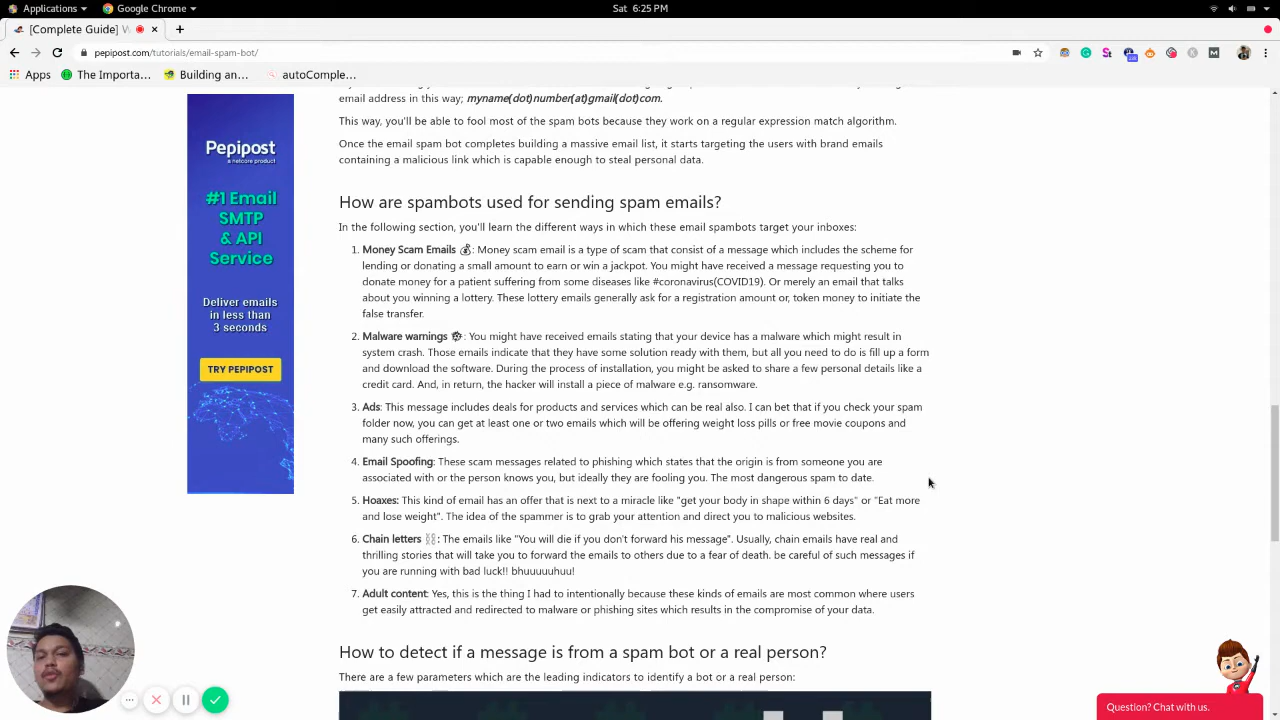 Applications
Google Chrome
Sat 6:25 PM
[Complete Guide] W
pepipost.com/tutorials/email-spam-bot/
Apps
The Importa...
Building an...
autoComple...
email address in this way; myname(dot)number(at)gmail(dot)com.
This way, you'll be able to fool most of the spam bots because they work on a regular expression match algorithm.
Once the email spam bot completes building a massive email list, it starts targeting the users with brand emails
containing a malicious link which is capable enough to steal personal data.
Pepipost
a netcore product
#1 Email
SMTP
& API
Service
Deliver emails
in less than
3 seconds
TRY PEPIPOST
How are spambots used for sending spam emails?
In the following section, you'll learn the different ways in which these email spambots target your inboxes:
1. Money Scam Emails 💰: Money scam email is a type of scam that consist of a message which includes the scheme for
lending or donating a small amount to earn or win a jackpot. You might have received a message requesting you to
donate money for a patient suffering from some diseases like #coronavirus(COVID19). Or merely an email that talks
about you winning a lottery. These lottery emails generally ask for a registration amount or, token money to initiate the
false transfer.
2. Malware warnings: You might have received emails stating that your device has a malware which might result in
system crash. Those emails indicate that they have some solution ready with them, but all you need to do is fill up a form
and download the software. During the process of installation, you might be asked to share a few personal details like a
credit card. And, in return, the hacker will install a piece of malware e.g. ransomware.
3. Ads: This message includes deals for products and services which can be real also. I can bet that if you check your spam
folder now, you can get at least one or two emails which will be offering weight loss pills or free movie coupons and
many such offerings.
4. Email Spoofing: These scam messages related to phishing which states that the origin is from someone you are
associated with or the person knows you, but ideally they are fooling you. The most dangerous spam to date.
5. Hoaxes: This kind of email has an offer that is next to a miracle like "get your body in shape within 6 days" or "Eat more
and lose weight". The idea of the spammer is to grab your attention and direct you to malicious websites.
6. Chain letters ⛓: The emails like "You will die if you don't forward his message". Usually, chain emails have real and
thrilling stories that will take you to forward the emails to others due to a fear of death. be careful of such messages if
you are running with bad luck!! bhuuuuuhuu!
7. Adult content: Yes, this is the thing I had to intentionally because these kinds of emails are most common where users
get easily attracted and redirected to malware or phishing sites which results in the compromise of your data.
How to detect if a message is from a spam bot or a real person?
There are a few parameters which are the leading indicators to identify a bot or a real person:
Question? Chat with us.